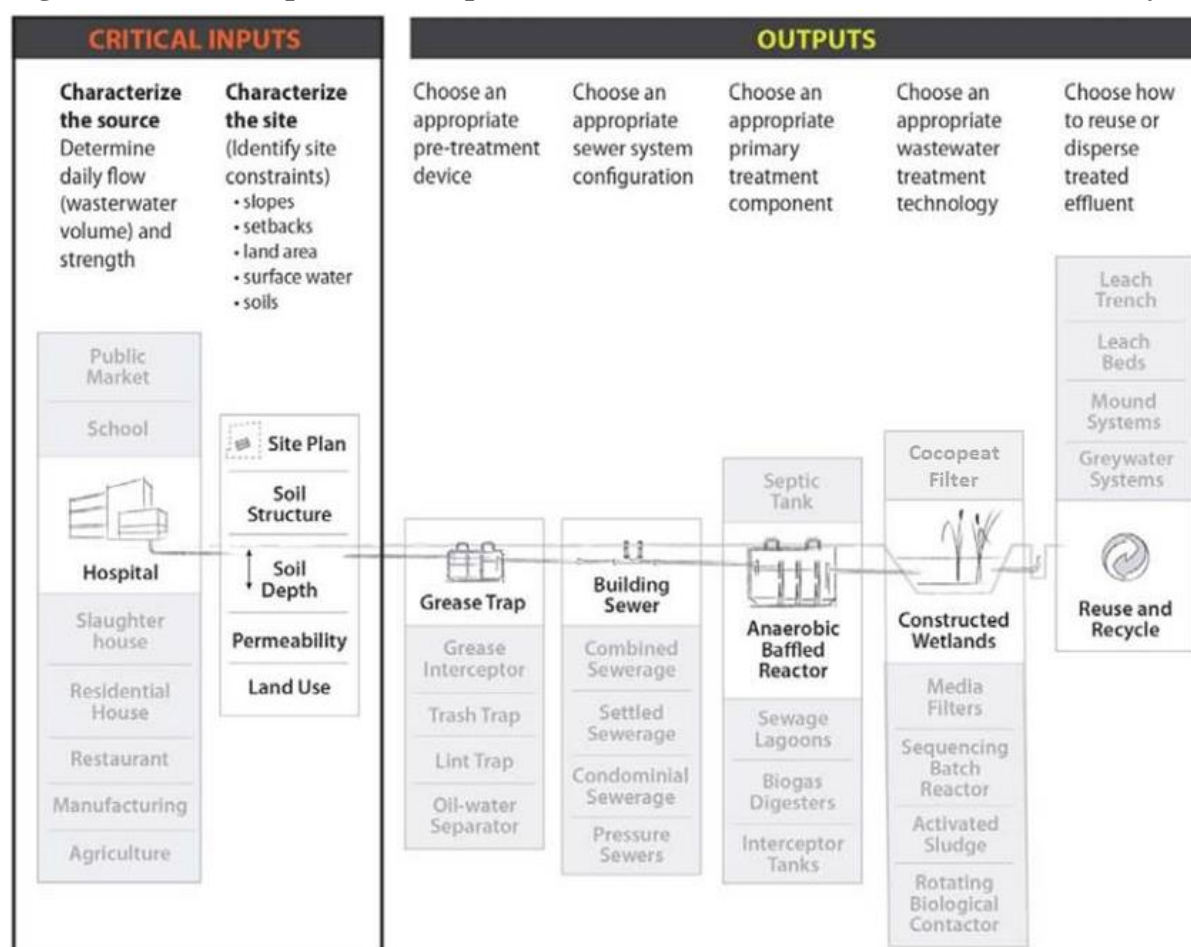 CRITICAL INPUTS
OUTPUTS
Characterize
the source
Determine
daily flow
(wasterwater
volume) and
strength
Characterize
the site
(Identify site
constraints)
• slopes
• setbacks
• land area
• surface water
• soils
Choose an
appropriate
pre-treatment
device
Choose an
appropriate
sewer system
configuration
Choose an
appropriate
primary
treatment
component
Choose an
appropriate
wastewater
treatment
technology
Choose how
to reuse or
disperse
treated
effluent
Public
Market
School
Hospital
Slaughter
house
Residential
House
Restaurant
Manufacturing
Agriculture
Site Plan
Soil
Structure
Soil
Depth
Permeability
Land Use
Grease Trap
Grease
Interceptor
Trash Trap
Lint Trap
Oil-water
Separator
Building
Sewer
Combined
Sewerage
Settled
Sewerage
Condominial
Sewerage
Pressure
Sewers
Septic
Tank
Anaerobic
Baffled
Reactor
Sewage
Lagoons
Biogas
Digesters
Interceptor
Tanks
Cocopeat
Filter
Constructed
Wetlands
Media
Filters
Sequencing
Batch
Reactor
Activated
Sludge
Rotating
Biological
Contactor
Leach
Trench
Leach
Beds
Mound
Systems
Greywater
Systems
Reuse and
Recycle